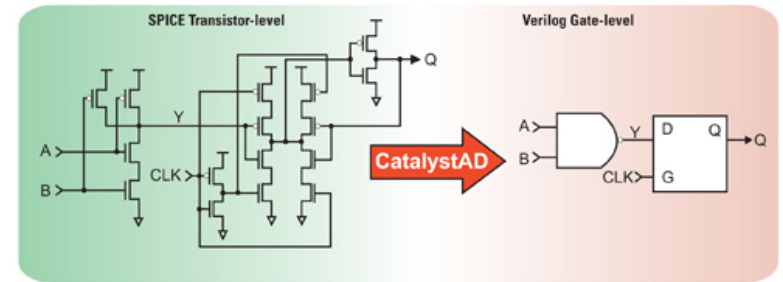 SPICE Transistor-level
Verilog Gate-level
Q
Y
A
B
CLK
CatalystAD
A
B
Y
D
Q
Q
CLK
G